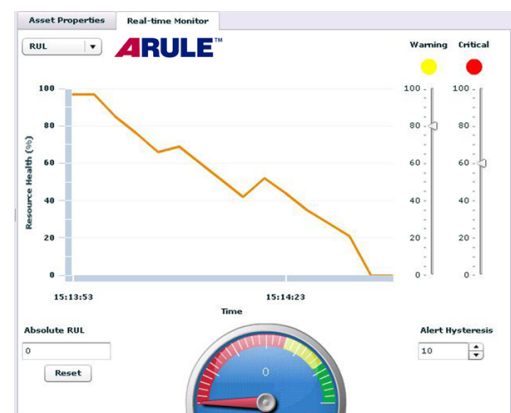 Asset Properties
Real-time Monitor
RUL
ARULE™
Warning
Critical
100
80
60
40
20
0
Resource Health (%)
15:13:53
15:14:23
Time
100
80
60
40
20
0
100
80
60
40
20
0
Absolute RUL
0
Reset
0
Alert Hysteresis
10